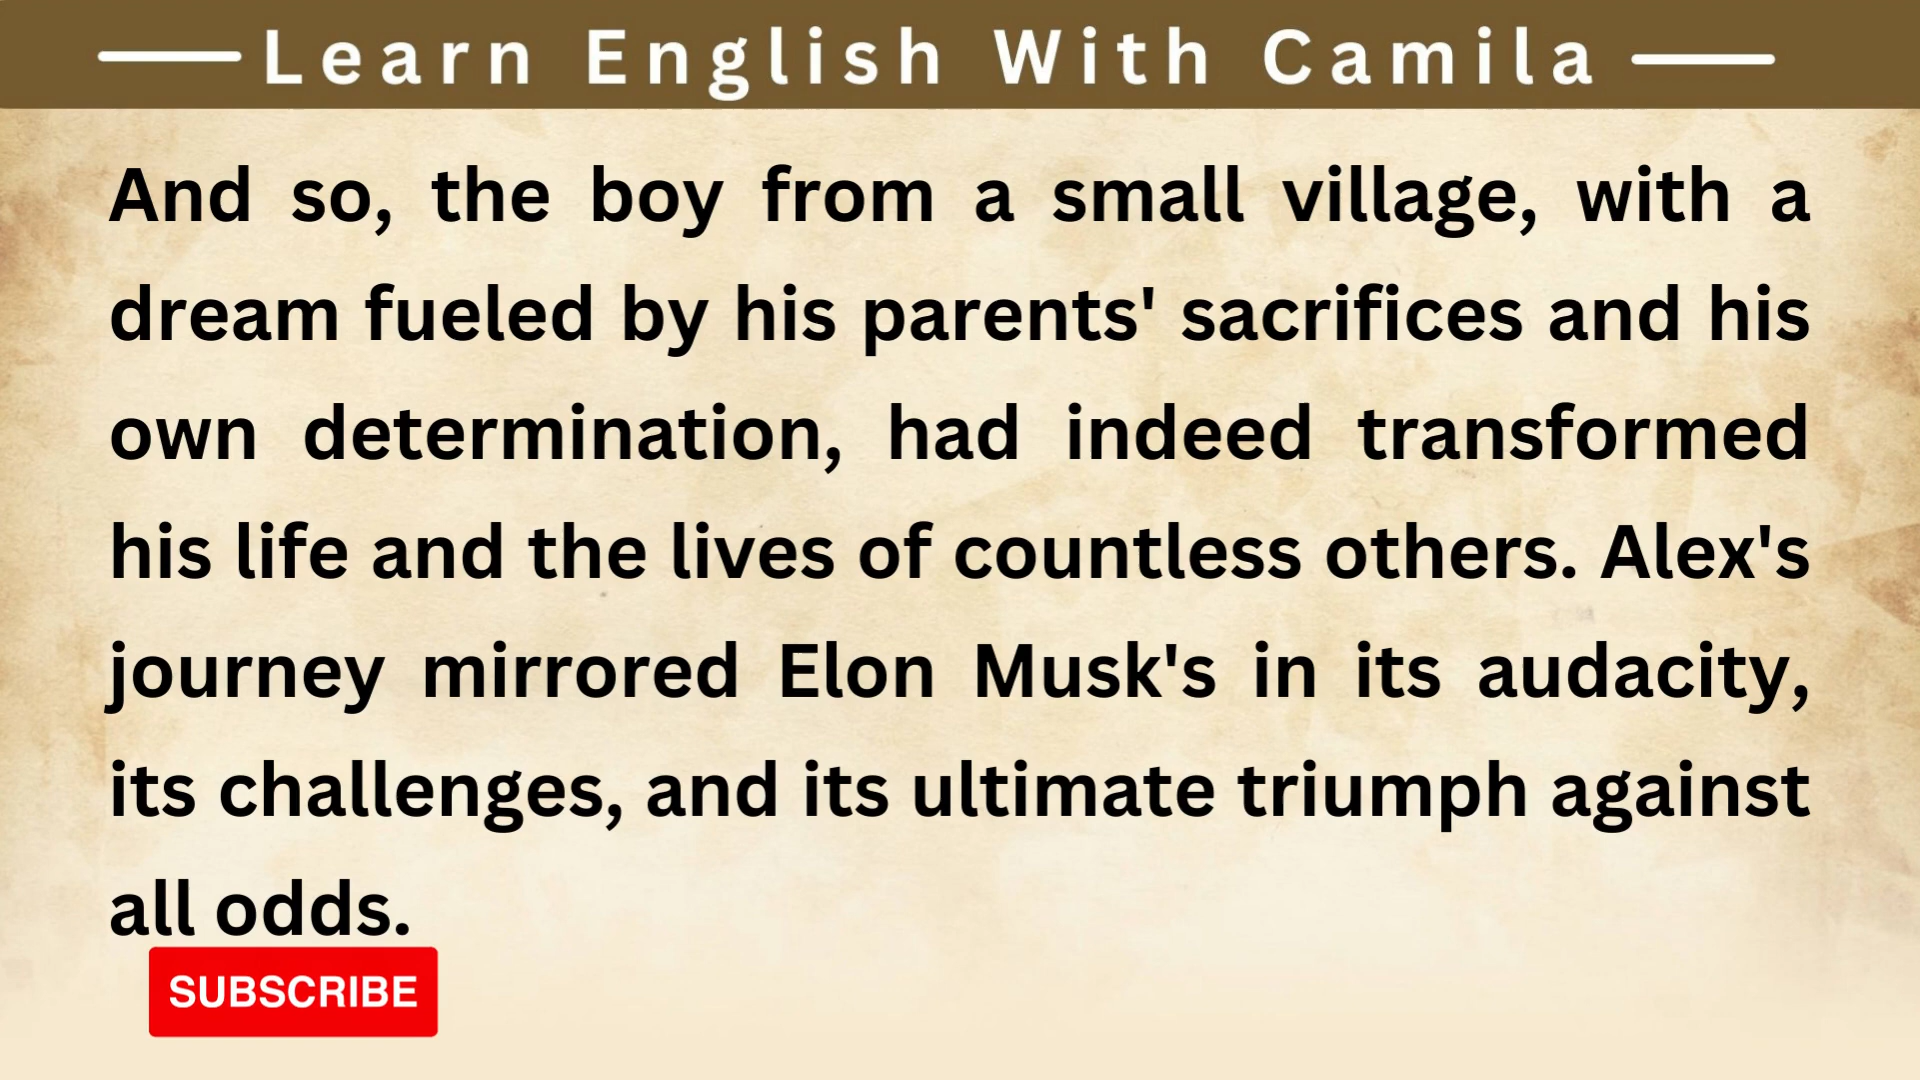 Learn English With Camila
And so, the boy from a small village, with a
dream fueled by his parents' sacrifices and his
own determination, had indeed transformed
his life and the lives of countless others. Alex's
journey mirrored Elon Musk's in its audacity,
its challenges, and its ultimate triumph against
all odds.
SUBSCRIBE